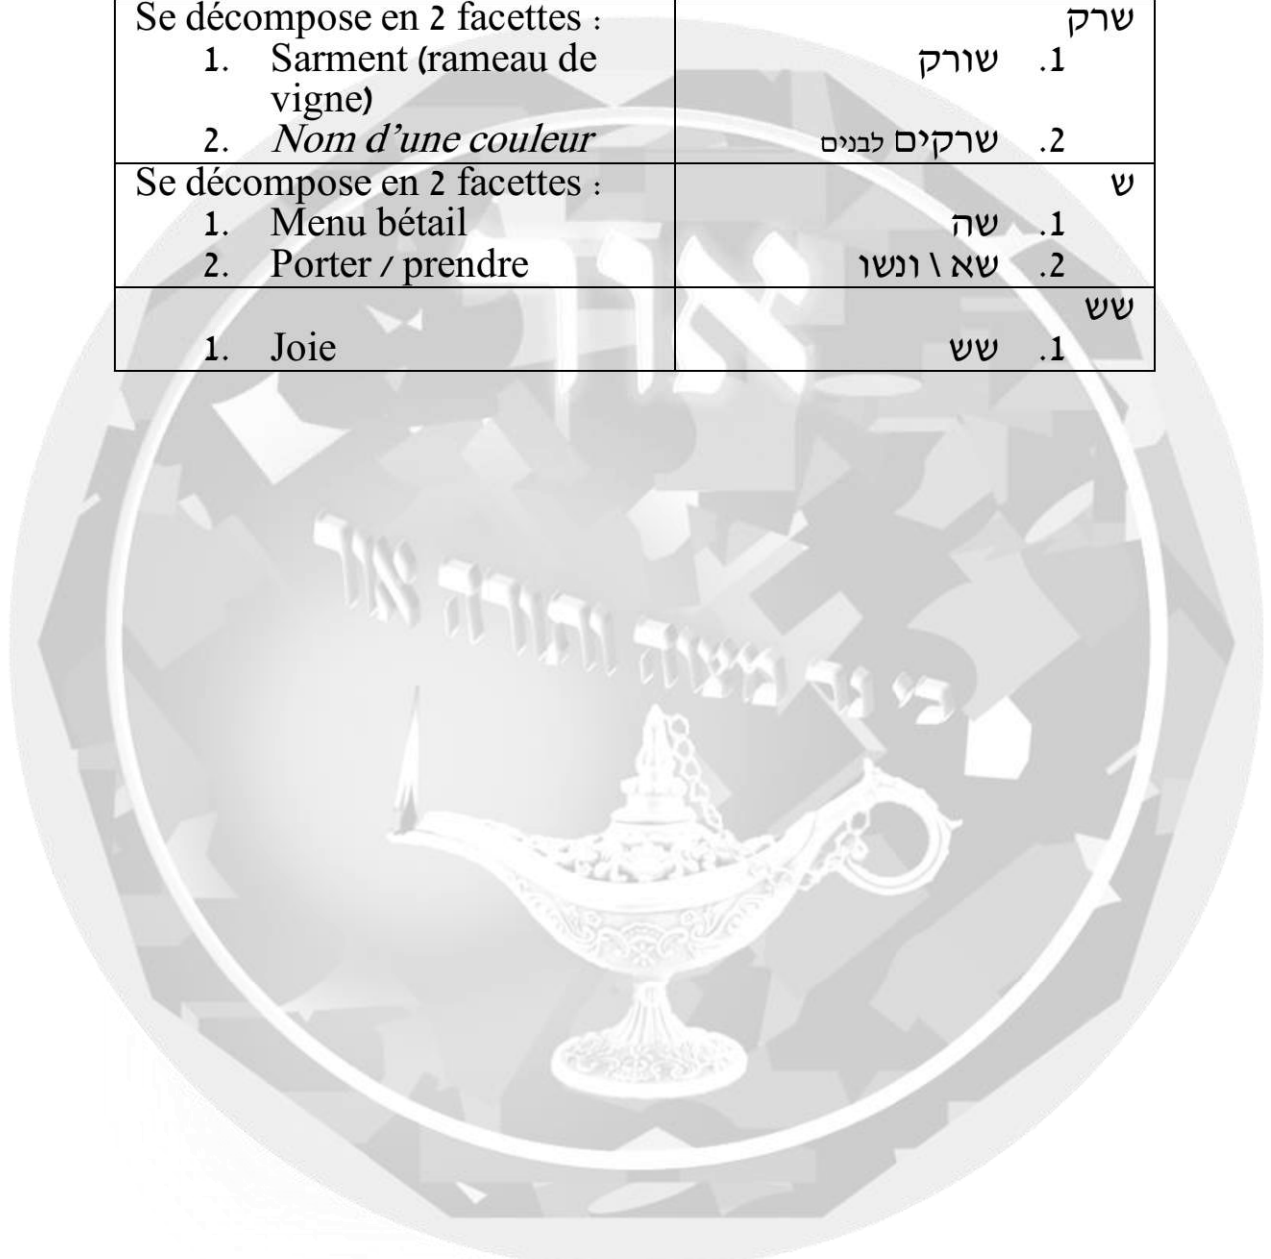 Se décompose en 2 facettes :
1. Sarment (rameau de
vigne)
2. Nom d'une couleur
שרק
1. שורק
2. שרקים לבנים
Se décompose en 2 facettes :
1. Menu bétail
2. Porter / prendre
ש
1. שה
2. שא \ ונשו
1. Joie
שש
1. שש
אור
כי נר מצוה ותורה אור